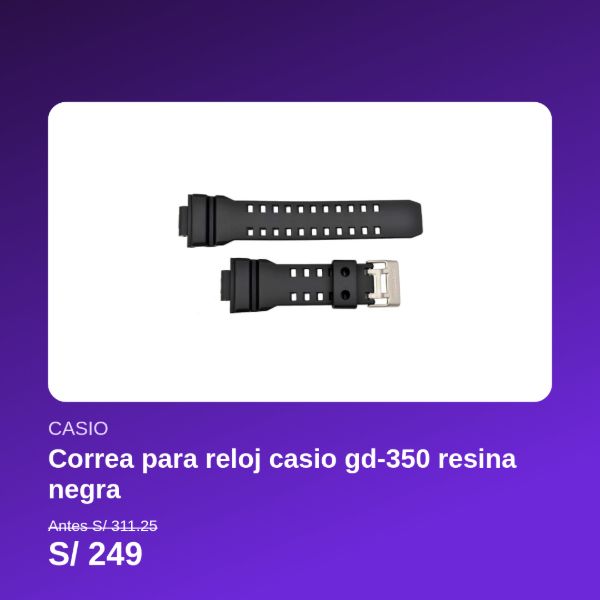 CASIO
Correa para reloj casio gd-350 resina
negra
Antes S/ 311.25
S/ 249